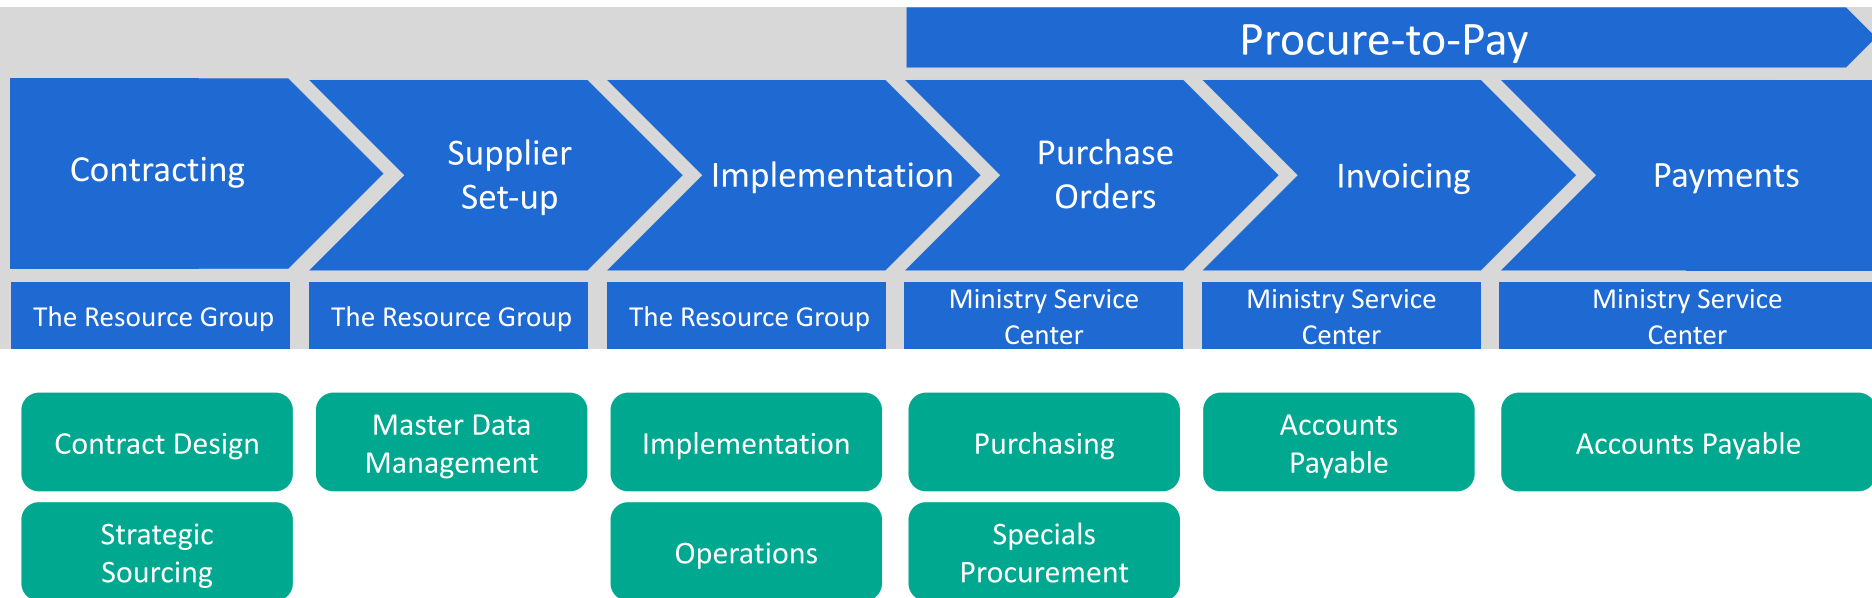 Procure-to-Pay
Contracting
Supplier
Set-up
Implementation
Purchase
Orders
Invoicing
Payments
The Resource Group
The Resource Group
The Resource Group
Ministry Service
Center
Ministry Service
Center
Ministry Service
Center
Contract Design
Master Data
Management
Implementation
Purchasing
Accounts
Payable
Accounts Payable
Strategic
Sourcing
Operations
Specials
Procurement